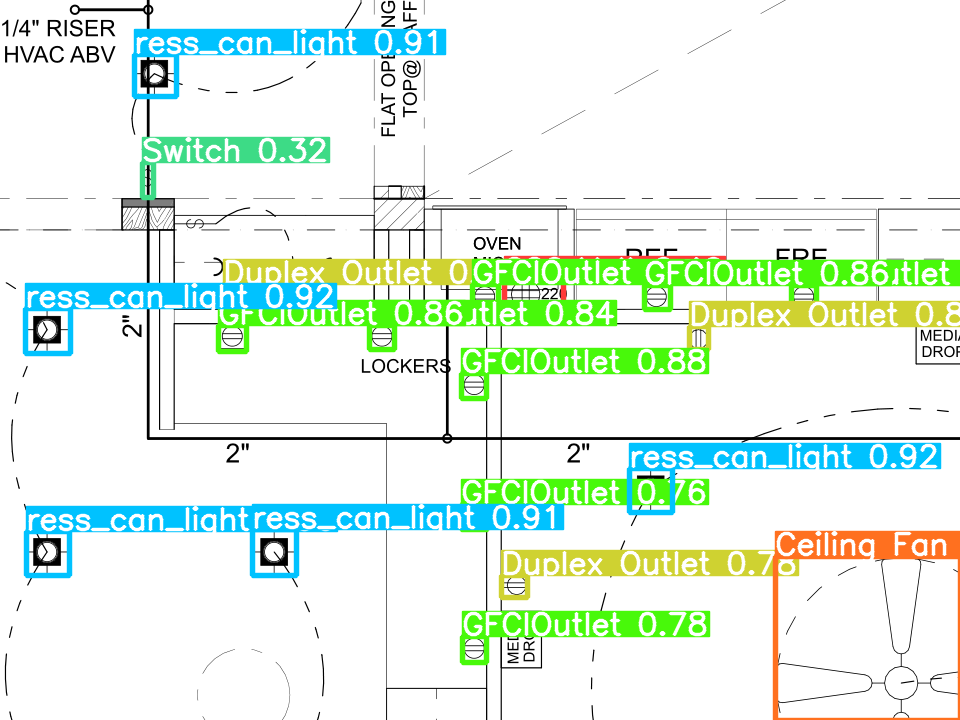 1/4" RISER
HVAC ABV
ress_can_light 0.91
FLAT
TOP@
Switch 0.32
S
OVEN
FRE
Duplex Outlet 0
GFCIOutlet
GFCIOutlet 0.86
utlet
220
ress_can_light 0.92
GFCIOutlet 0.86
utlet 0.84
Duplex Outlet 0.8
2"
LOCKERS
GFCIOutlet 0.88
MEDIA
DROP
2"
2"
ress_can_light 0.92
GFCIOutlet 0.76
ress_can_light
ress_can_light 0.91
Ceiling Fan
Duplex Outlet 0.78
GFCIOutlet 0.78